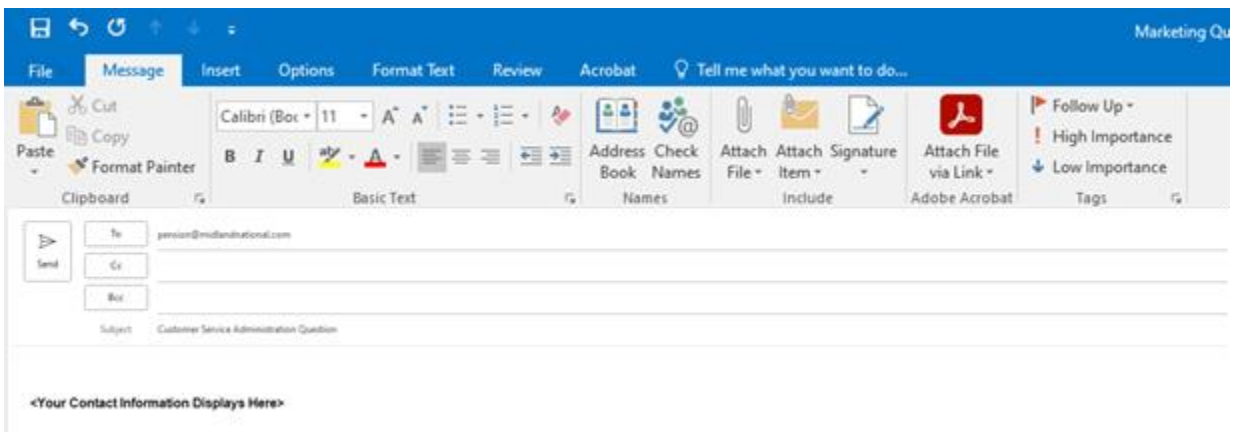 Marketing Qu
File Message Insert Options Format Text Review Acrobat Tell me what you want to do...
Paste
Cut
Copy
Format Painter
Clipboard
Calibri (Boc 11 A A
B I U aby A
Basic Text
Address Book
Check Names
Names
Attach File
Attach Item
Signature
Include
Attach File via Link
Adobe Acrobat
Follow Up
! High Importance
Low Importance
Tags
Send
To pension@midlandnational.com
Cc
Bcc
Subject Customer Service Administration Question
<Your Contact Information Displays Here>